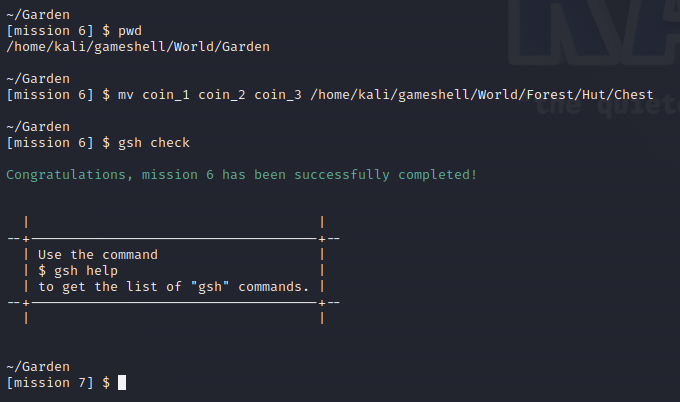 ~/Garden
[mission 6] $ pwd
/home/kali/gameshell/World/Garden
~/Garden
[mission 6] $ mv coin_1 coin_2 coin_3 /home/kali/gameshell/World/Forest/Hut/Chest
"the quiet
~/Garden
[mission 6] $ gsh check
Congratulations, mission 6 has been successfully completed!
Use the command
$ gsh help
to get the list of "gsh" commands.
~/Garden
[mission 7] $